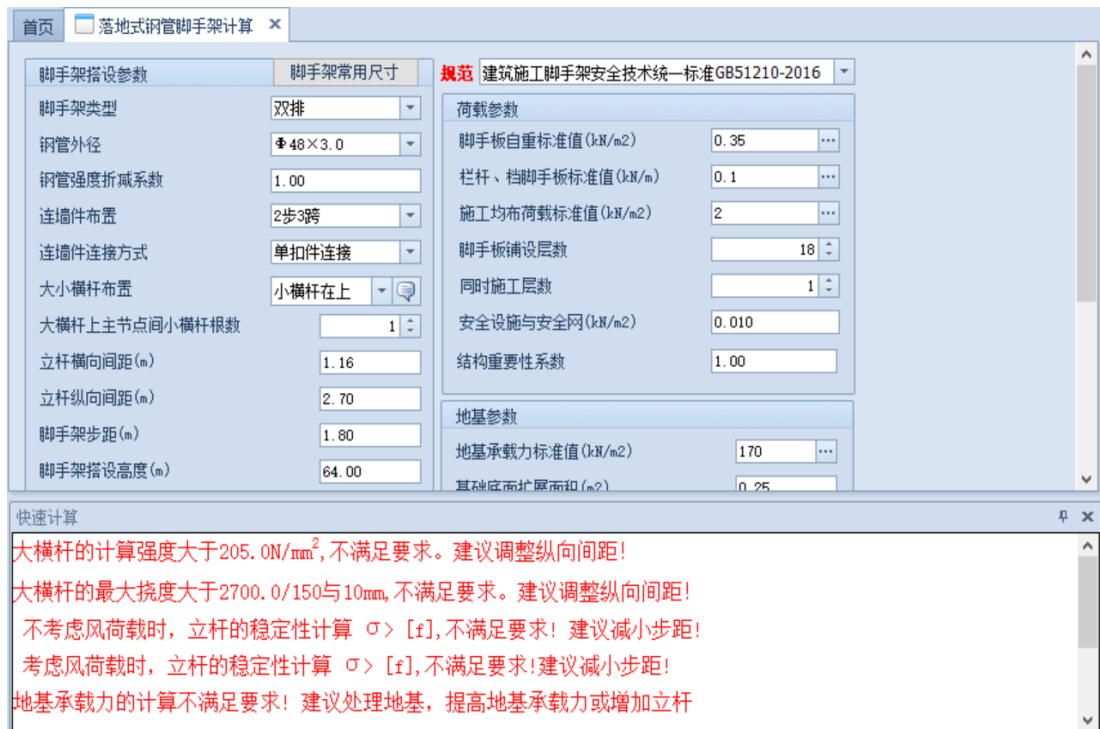 首页
落地式钢管脚手架计算
脚手架搭设参数
脚手架常用尺寸
脚手架类型
双排
钢管外径
Φ48×3.0
钢管强度折减系数
1.00
连墙件布置
2步3跨
连墙件连接方式
单扣件连接
大小横杆布置
小横杆在上
大横杆上主节点间小横杆根数
1
立杆横向间距(m)
1.16
立杆纵向间距(m)
2.70
脚手架步距(m)
1.80
脚手架搭设高度(m)
64.00
规范 建筑施工脚手架安全技术统一标准GB51210-2016
荷载参数
脚手板自重标准值(kN/m2)
0.35
栏杆、档脚手板标准值(kN/m)
0.1
施工均布荷载标准值(kN/m2)
2
脚手板铺设层数
18
同时施工层数
1
安全设施与安全网(kN/m2)
0.010
结构重要性系数
1.00
地基参数
地基承载力标准值(kN/m2)
170
基础底面扩展面积(m2)
0.25
快速计算
大横杆的计算强度大于205.0N/mm²,不满足要求。建议调整纵向间距!
大横杆的最大挠度大于2700.0/150与10mm,不满足要求。建议调整纵向间距!
不考虑风荷载时，立杆的稳定性计算 σ> [f],不满足要求! 建议减小步距!
考虑风荷载时，立杆的稳定性计算 σ> [f],不满足要求!建议减小步距!
地基承载力的计算不满足要求! 建议处理地基，提高地基承载力或增加立杆